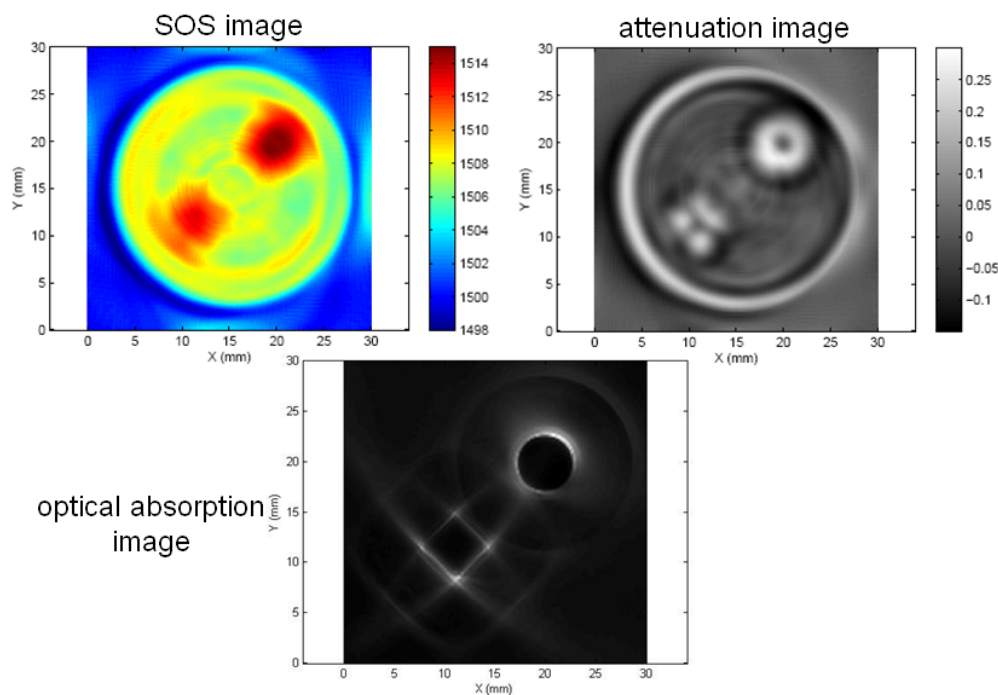 SOS image
30
25
20
15
10
5
0
Y (mm)
0 5 10 15 20 25 30
X (mm)
1514
1512
1510
1508
1506
1504
1502
1500
1498
attenuation image
30
25
20
15
10
5
0
Y (mm)
0 5 10 15 20 25 30
X (mm)
0.25
0.2
0.15
0.1
0.05
0
-0.05
-0.1
optical absorption
image
30
25
20
15
10
5
0
Y (mm)
0 5 10 15 20 25 30
X (mm)